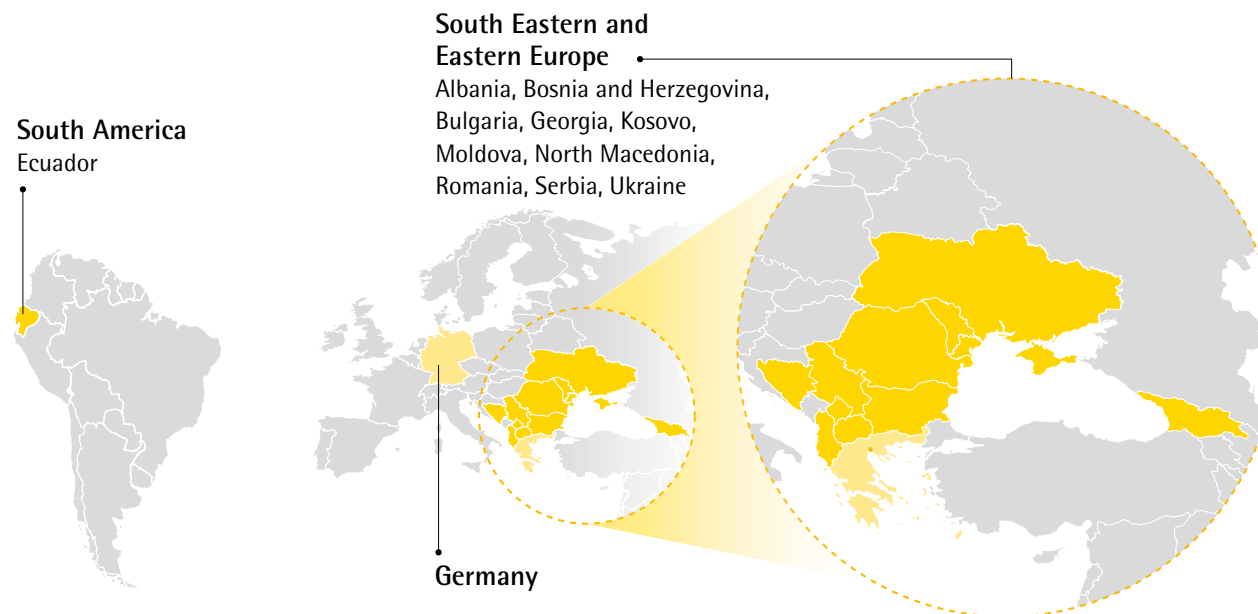 South America
Ecuador
South Eastern and
Eastern Europe
Albania, Bosnia and Herzegovina,
Bulgaria, Georgia, Kosovo,
Moldova, North Macedonia,
Romania, Serbia, Ukraine
Germany